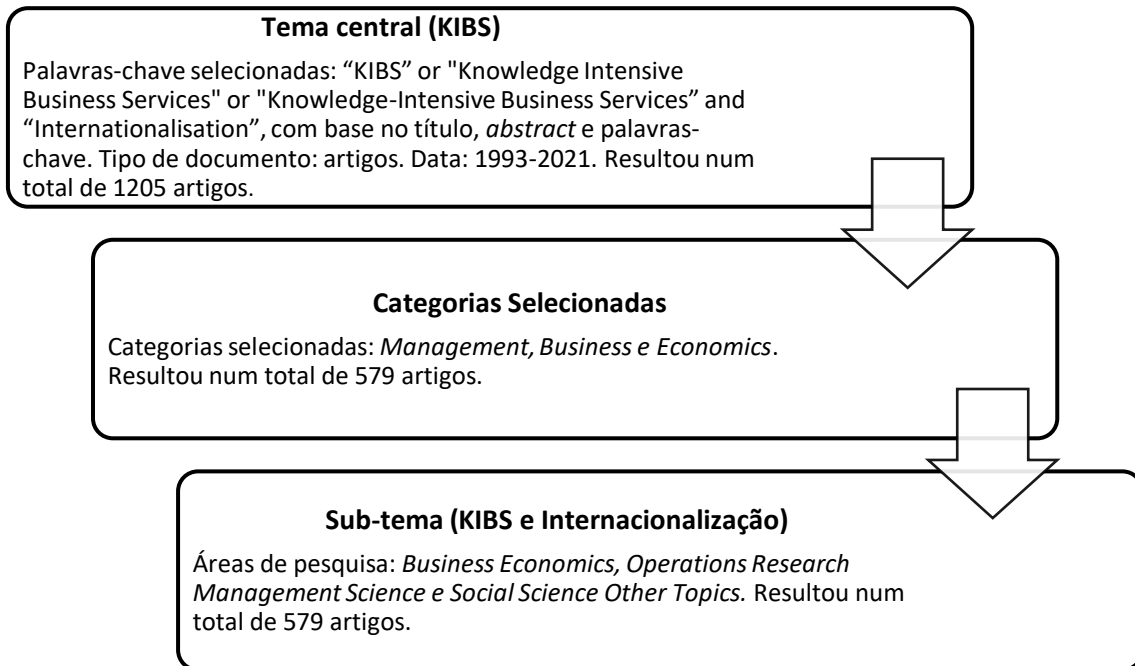 Tema central (KIBS)
Palavras-chave selecionadas: “KIBS” or "Knowledge Intensive
Business Services" or "Knowledge-Intensive Business Services” and
“Internationalisation”, com base no título, abstract e palavras-
chave. Tipo de documento: artigos. Data: 1993-2021. Resultou num
total de 1205 artigos.
Categorias Selecionadas
Categorias selecionadas: Management, Business e Economics.
Resultou num total de 579 artigos.
Sub-tema (KIBS e Internacionalização)
Áreas de pesquisa: Business Economics, Operations Research
Management Science e Social Science Other Topics. Resultou num
total de 579 artigos.